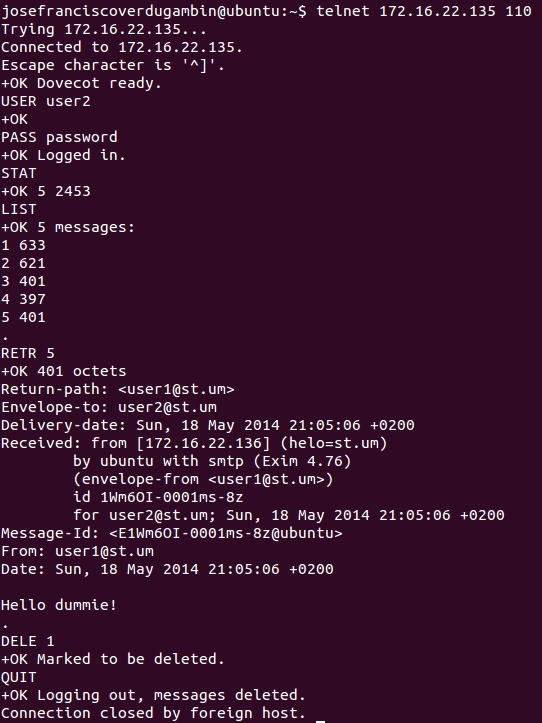 josefranciscoverdugambin@ubuntu:~$ telnet 172.16.22.135 110
Trying 172.16.22.135...
Connected to 172.16.22.135.
Escape character is '^]'.
+OK Dovecot ready.
USER user2
+OK
PASS password
+OK Logged in.
STAT
+OK 5 2453
LIST
+OK 5 messages:
1 633
2 621
3 401
4 397
5 401
.
RETR 5
+OK 401 octets
Return-path: <user1@st.um>
Envelope-to: user2@st.um
Delivery-date: Sun, 18 May 2014 21:05:06 +0200
Received: from [172.16.22.136] (helo=st.um)
        by ubuntu with smtp (Exim 4.76)
        (envelope-from <user1@st.um>)
        id 1Wm6OI-0001ms-8z
        for user2@st.um; Sun, 18 May 2014 21:05:06 +0200
Message-Id: <E1Wm6OI-0001ms-8z@ubuntu>
From: user1@st.um
Date: Sun, 18 May 2014 21:05:06 +0200

Hello dummie!
.
DELE 1
+OK Marked to be deleted.
QUIT
+OK Logging out, messages deleted.
Connection closed by foreign host.